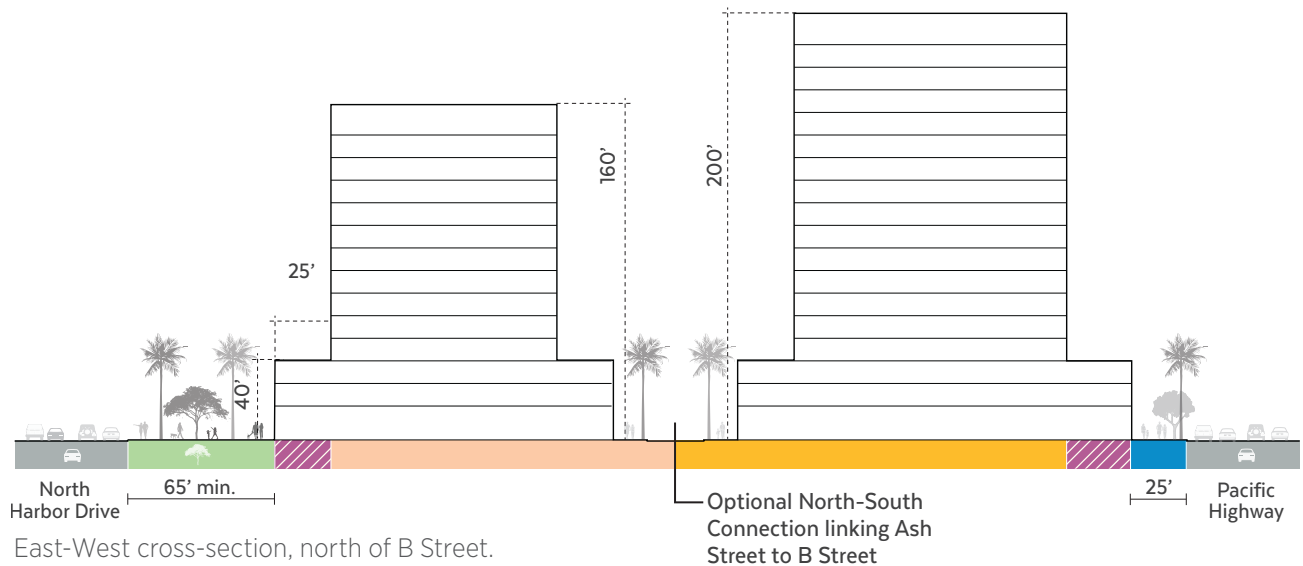 160’
200’
25’
40’
North
Harbor Drive
65’ min.
Optional North-South
Connection linking Ash
Street to B Street
25’
Pacific
Highway
East-West cross-section, north of B Street.